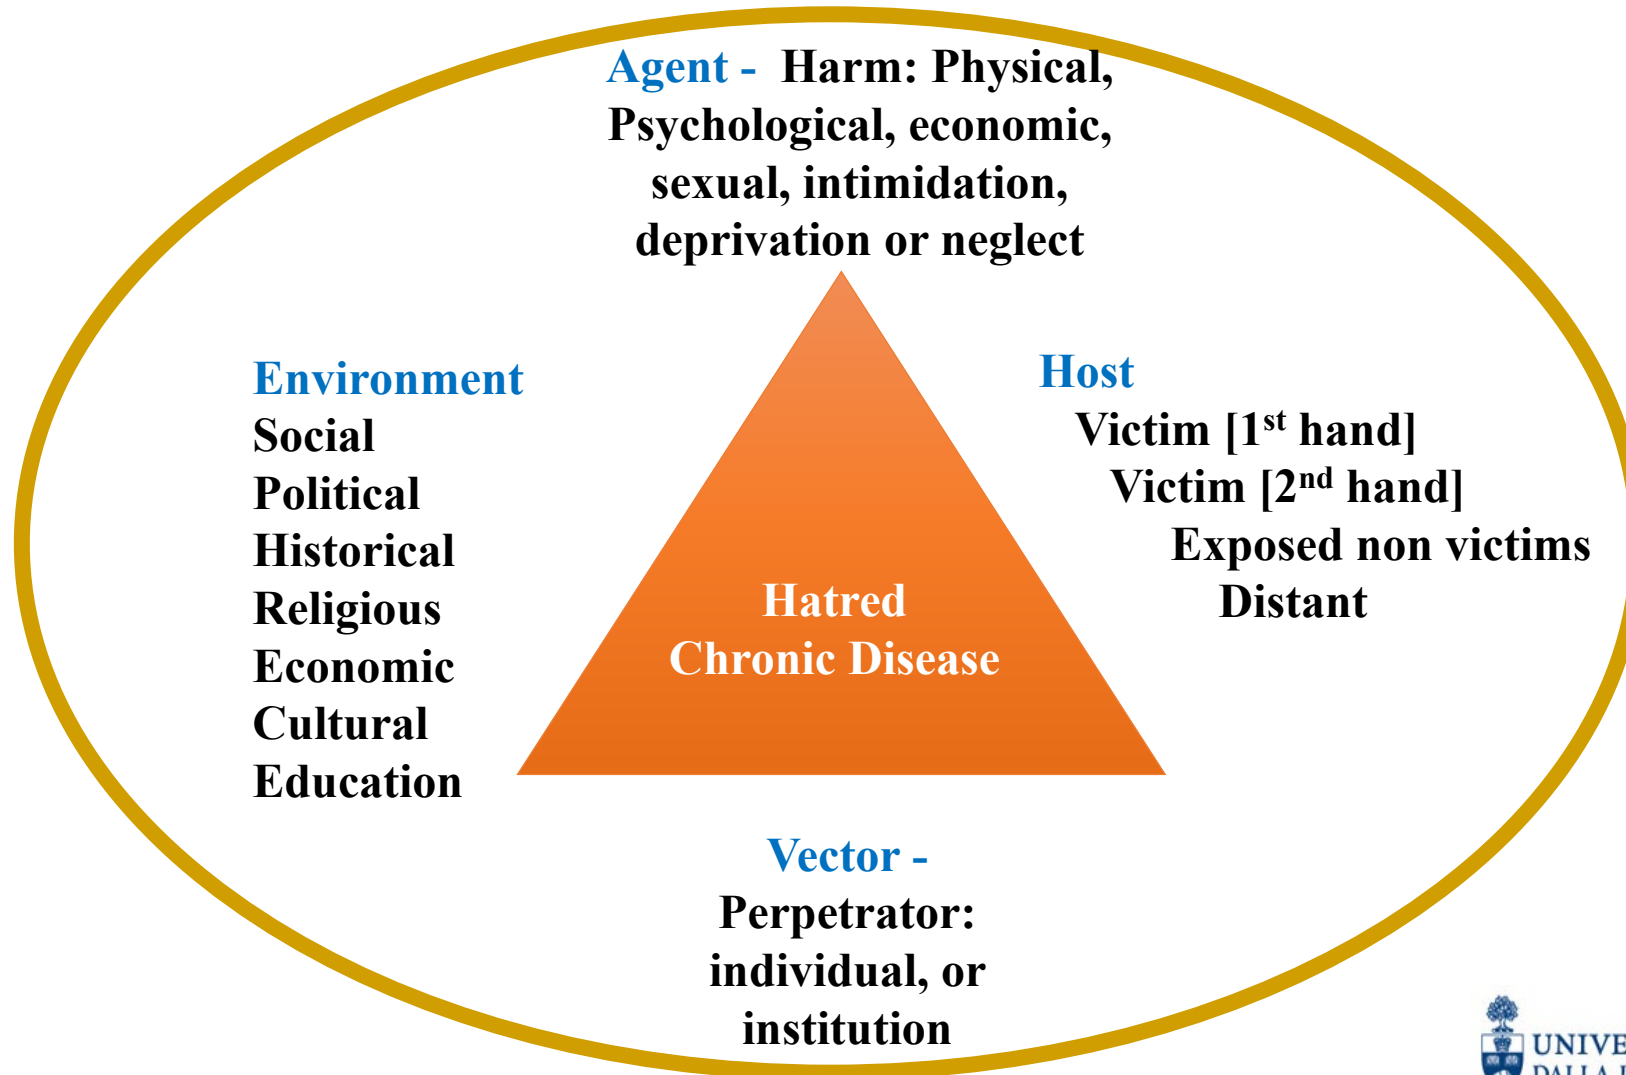 Agent - Harm: Physical,
Psychological, economic,
sexual, intimidation,
deprivation or neglect
Environment
Social
Political
Historical
Religious
Economic
Cultural
Education
Host
Victim [1st hand]
Victim [2nd hand]
Exposed non victims
Distant
Hatred
Chronic Disease
Vector -
Perpetrator:
individual, or
institution